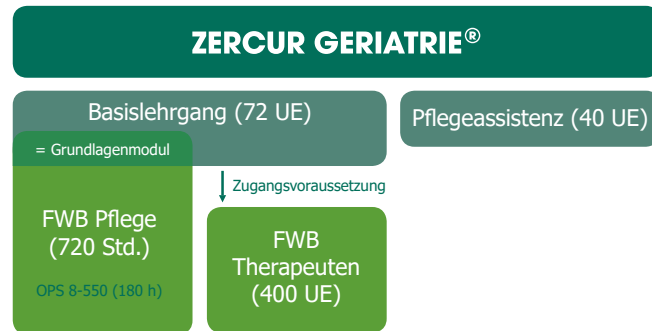 ZERCUR GERIATRIE®
Basislehrgang (72 UE)
Pflegeassistenz (40 UE)
= Grundlagenmodul
Zugangsvoraussetzung
FWB Pflege
(720 Std.)
OPS 8-550 (180 h)
FWB
Therapeuten
(400 UE)